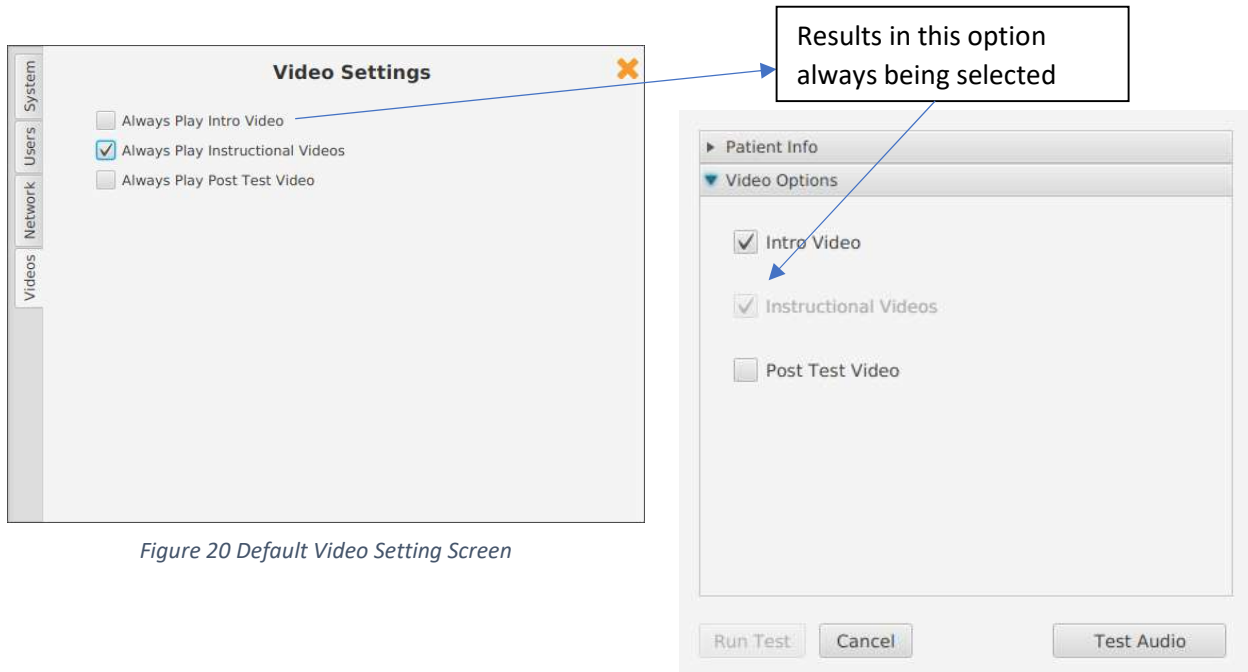 Results in this option
always being selected
System
Users
Network
Videos
Video Settings
Always Play Intro Video
Always Play Instructional Videos
Always Play Post Test Video
Figure 20 Default Video Setting Screen
Patient Info
Video Options
Intro Video
Instructional Videos
Post Test Video
Run Test
Cancel
Test Audio